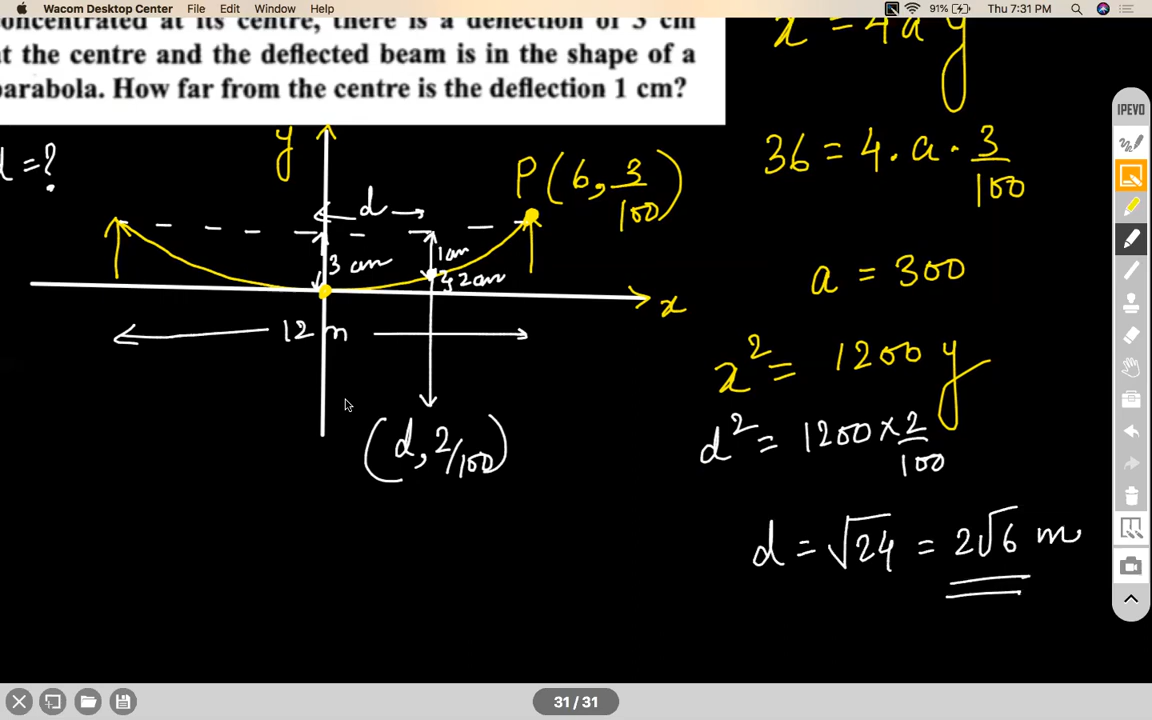 Wacom Desktop Center File Edit Window Help 91% Thu 7:31 PM
concentrated at its centre, there is a deflection of 3 cm
at the centre and the deflected beam is in the shape of a
parabola. How far from the centre is the deflection 1 cm?
x = 4a y
y
d = ?
P (6, 3/100)
36 = 4 . a . 3/100
d
1 cm
3 cm
2 cm
a = 300
x
12 m
x² = 1200 y
(d, 2/100)
d² = 1200 × 2/100
d = √24 = 2√6 m
IPEVO
31 / 31